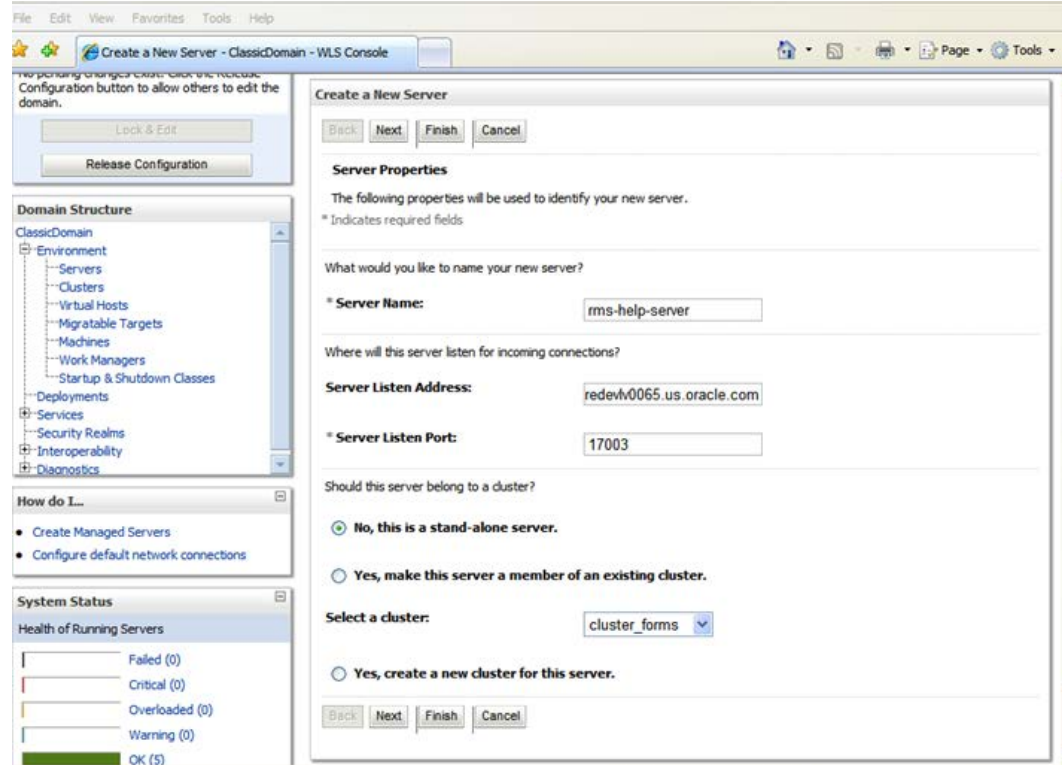 File Edit View Favorites Tools Help
Create a New Server - ClassicDomain - WLS Console
Page Tools
No pending changes exist. Click the Release
Configuration button to allow others to edit the
domain.
Lock & Edit
Release Configuration
Domain Structure
ClassicDomain
Environment
Servers
Clusters
Virtual Hosts
Migratable Targets
Machines
Work Managers
Startup & Shutdown Classes
Deployments
Services
Security Realms
Interoperability
Diagnostics
How do I...
Create Managed Servers
Configure default network connections
System Status
Health of Running Servers
Failed (0)
Critical (0)
Overloaded (0)
Warning (0)
OK (5)
Create a New Server
Back Next Finish Cancel
Server Properties
The following properties will be used to identify your new server.
* Indicates required fields
What would you like to name your new server?
* Server Name: rms-help-server
Where will this server listen for incoming connections?
Server Listen Address: redevlv0065.us.oracle.com
* Server Listen Port: 17003
Should this server belong to a cluster?
No, this is a stand-alone server.
Yes, make this server a member of an existing cluster.
Select a cluster: cluster_forms
Yes, create a new cluster for this server.
Back Next Finish Cancel